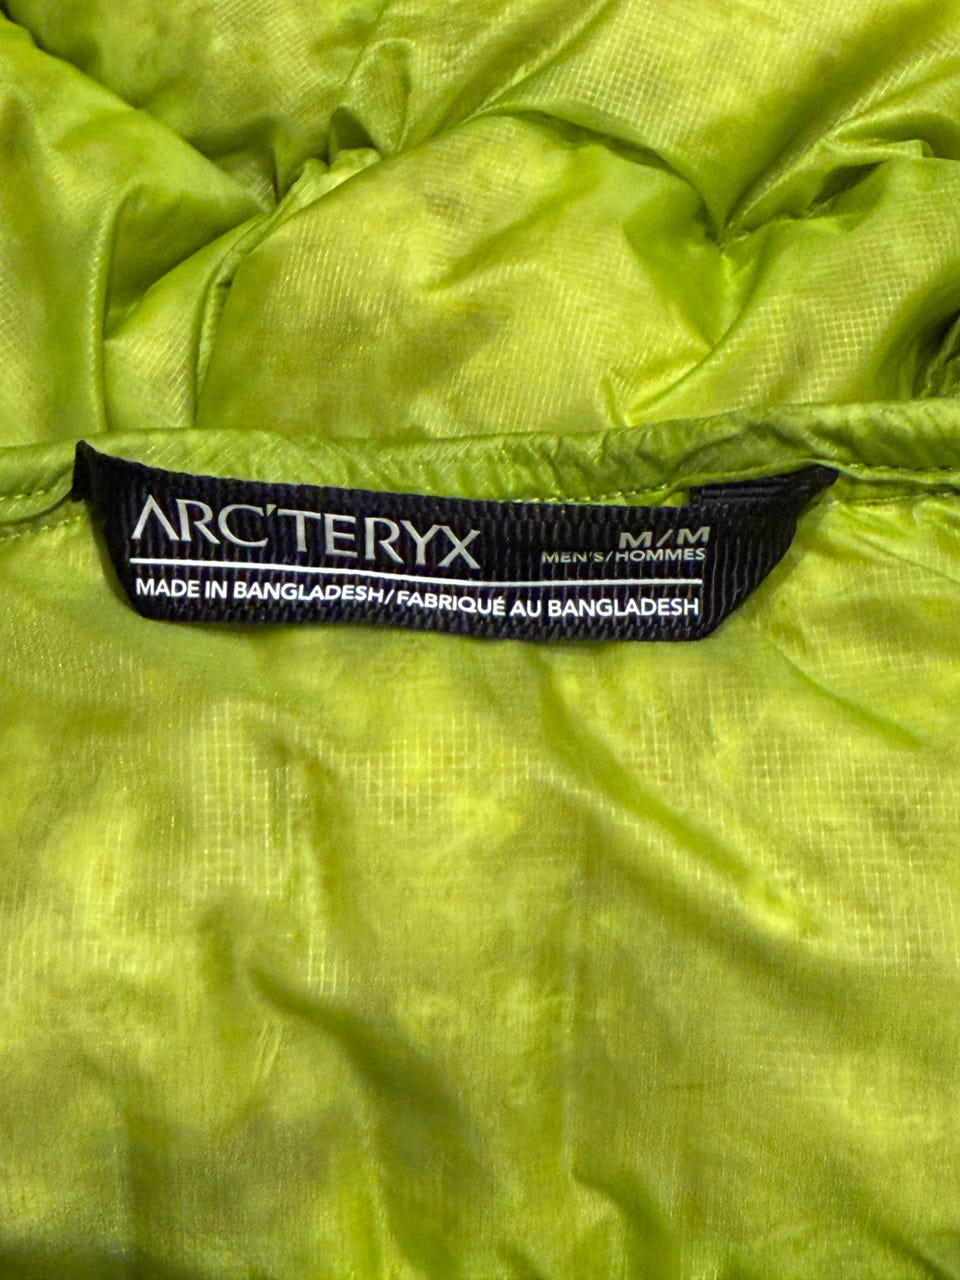 ARC'TERYX
M/M
MEN'S/HOMMES
MADE IN BANGLADESH/FABRIQUÉ AU BANGLADESH